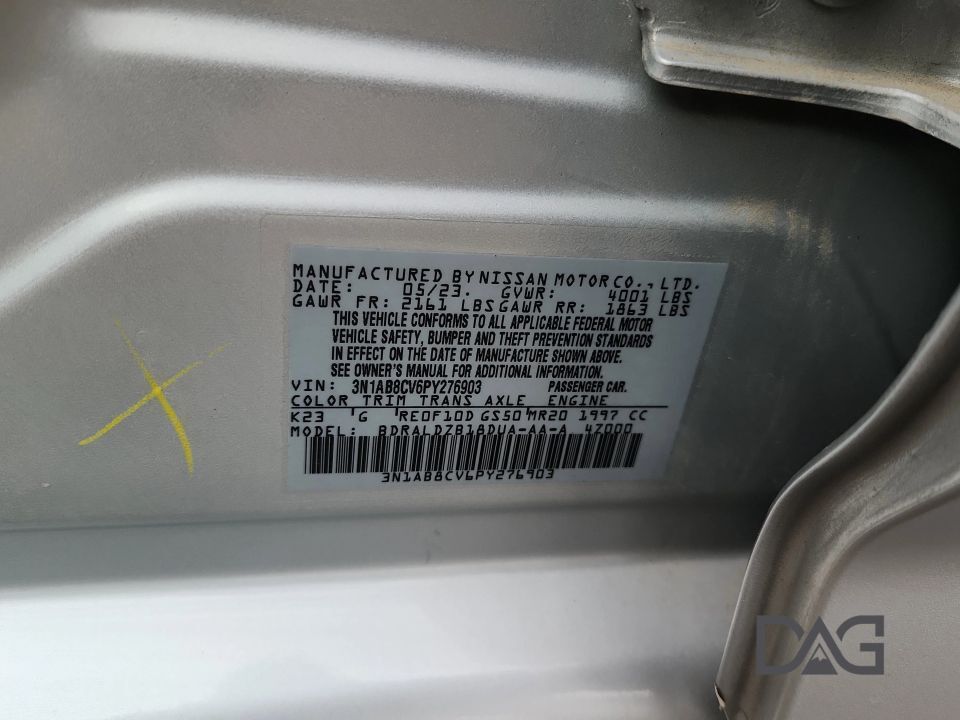 MANUFACTURED BY NISSAN MOTOR CO., LTD.
DATE: 05/23. GVWR: 4001 LBS
GAWR FR: 2161 LBS GAWR RR: 1863 LBS
THIS VEHICLE CONFORMS TO ALL APPLICABLE FEDERAL MOTOR
VEHICLE SAFETY, BUMPER AND THEFT PREVENTION STANDARDS
IN EFFECT ON THE DATE OF MANUFACTURE SHOWN ABOVE.
SEE OWNER'S MANUAL FOR ADDITIONAL INFORMATION.
VIN: 3N1AB8CV6PY276903 PASSENGER CAR.
COLOR TRIM TRANS AXLE ENGINE
K23 'G RE0F10D GS50 MR20 1997 CC
MODEL: BDRALDZB18DUA-AA-A 4Z000
3N1AB8CV6PY276903
DAG